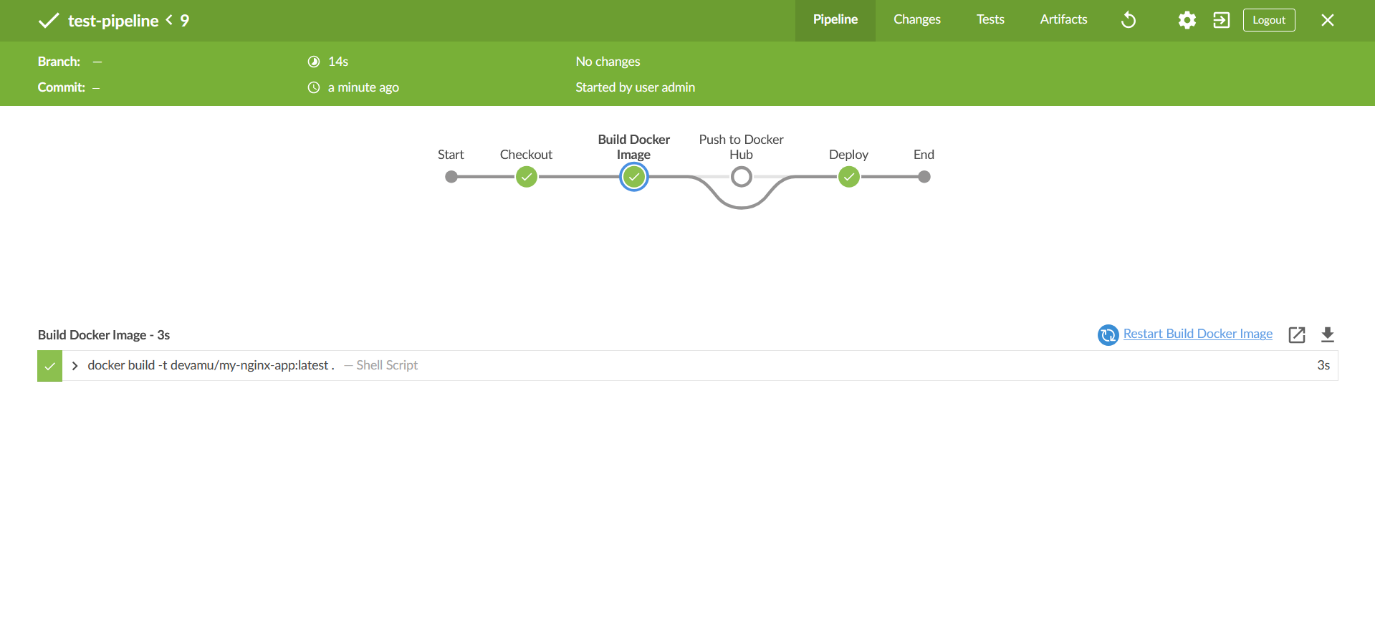 test-pipeline < 9
Pipeline
Changes
Tests
Artifacts
Logout
Branch: —
14s
No changes
Commit: —
a minute ago
Started by user admin
Start
Checkout
Build Docker
Image
Push to Docker
Hub
Deploy
End
Build Docker Image - 3s
Restart Build Docker Image
docker build -t devamu/my-nginx-app:latest . — Shell Script
3s